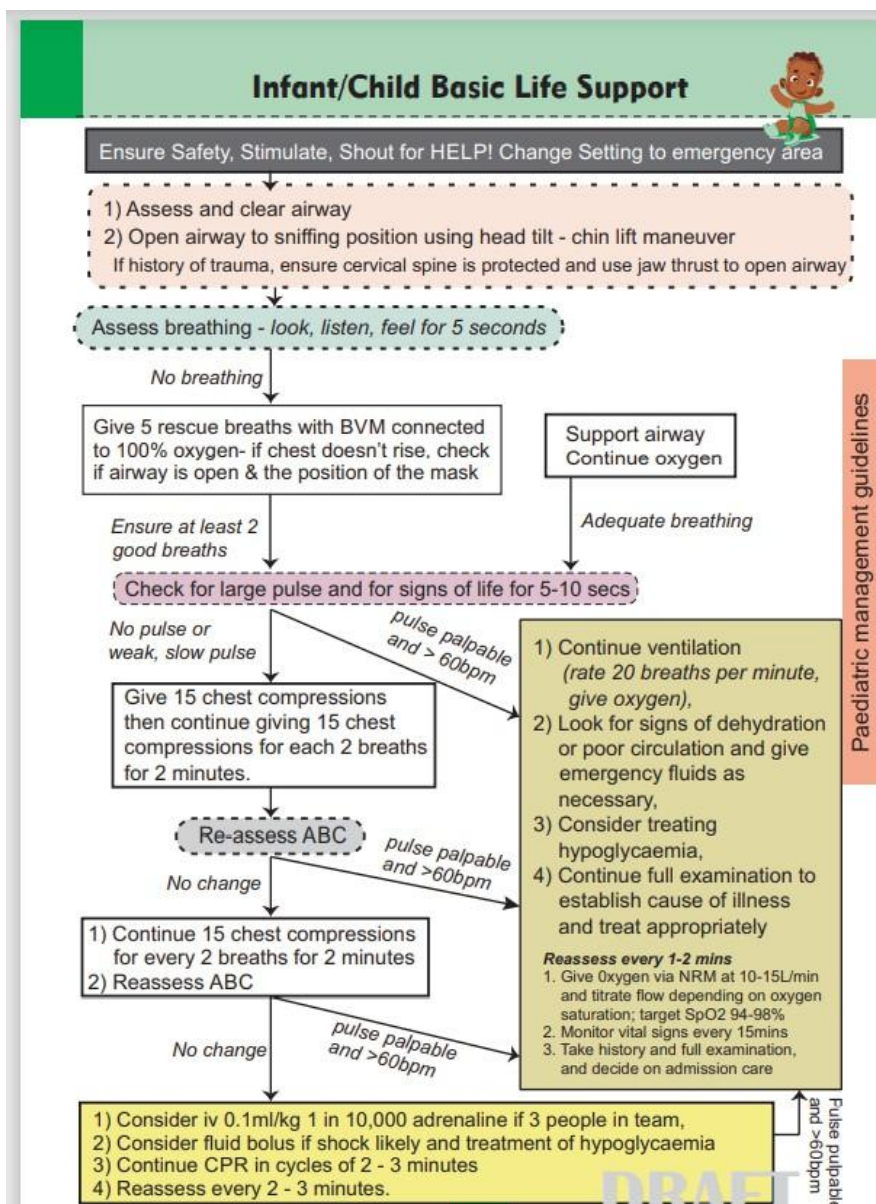 Infant/Child Basic Life Support
Ensure Safety, Stimulate, Shout for HELP! Change Setting to emergency area
1) Assess and clear airway
2) Open airway to sniffing position using head tilt - chin lift maneuver
If history of trauma, ensure cervical spine is protected and use jaw thrust to open airway
Assess breathing - look, listen, feel for 5 seconds
No breathing
Give 5 rescue breaths with BVM connected
to 100% oxygen- if chest doesn't rise, check
if airway is open & the position of the mask
Support airway
Continue oxygen
Ensure at least 2
good breaths
Adequate breathing
Check for large pulse and for signs of life for 5-10 secs
No pulse or
weak, slow pulse
pulse palpable
and > 60bpm
Give 15 chest compressions
then continue giving 15 chest
compressions for each 2 breaths
for 2 minutes.
Re-assess ABC
No change
pulse palpable
and >60bpm
1) Continue 15 chest compressions
for every 2 breaths for 2 minutes
2) Reassess ABC
No change
pulse palpable
and >60bpm
1) Continue ventilation
(rate 20 breaths per minute,
give oxygen),
2) Look for signs of dehydration
or poor circulation and give
emergency fluids as
necessary,
3) Consider treating
hypoglycaemia,
4) Continue full examination to
establish cause of illness
and treat appropriately
Reassess every 1-2 mins
1. Give 0xygen via NRM at 10-15L/min
and titrate flow depending on oxygen
saturation; target SpO2 94-98%
2. Monitor vital signs every 15mins
3. Take history and full examination,
and decide on admission care
1) Consider iv 0.1ml/kg 1 in 10,000 adrenaline if 3 people in team,
2) Consider fluid bolus if shock likely and treatment of hypoglycaemia
3) Continue CPR in cycles of 2 - 3 minutes
4) Reassess every 2 - 3 minutes.
Pulse pulpable
and >60bpm
Paediatric management guidelines
DRAFT